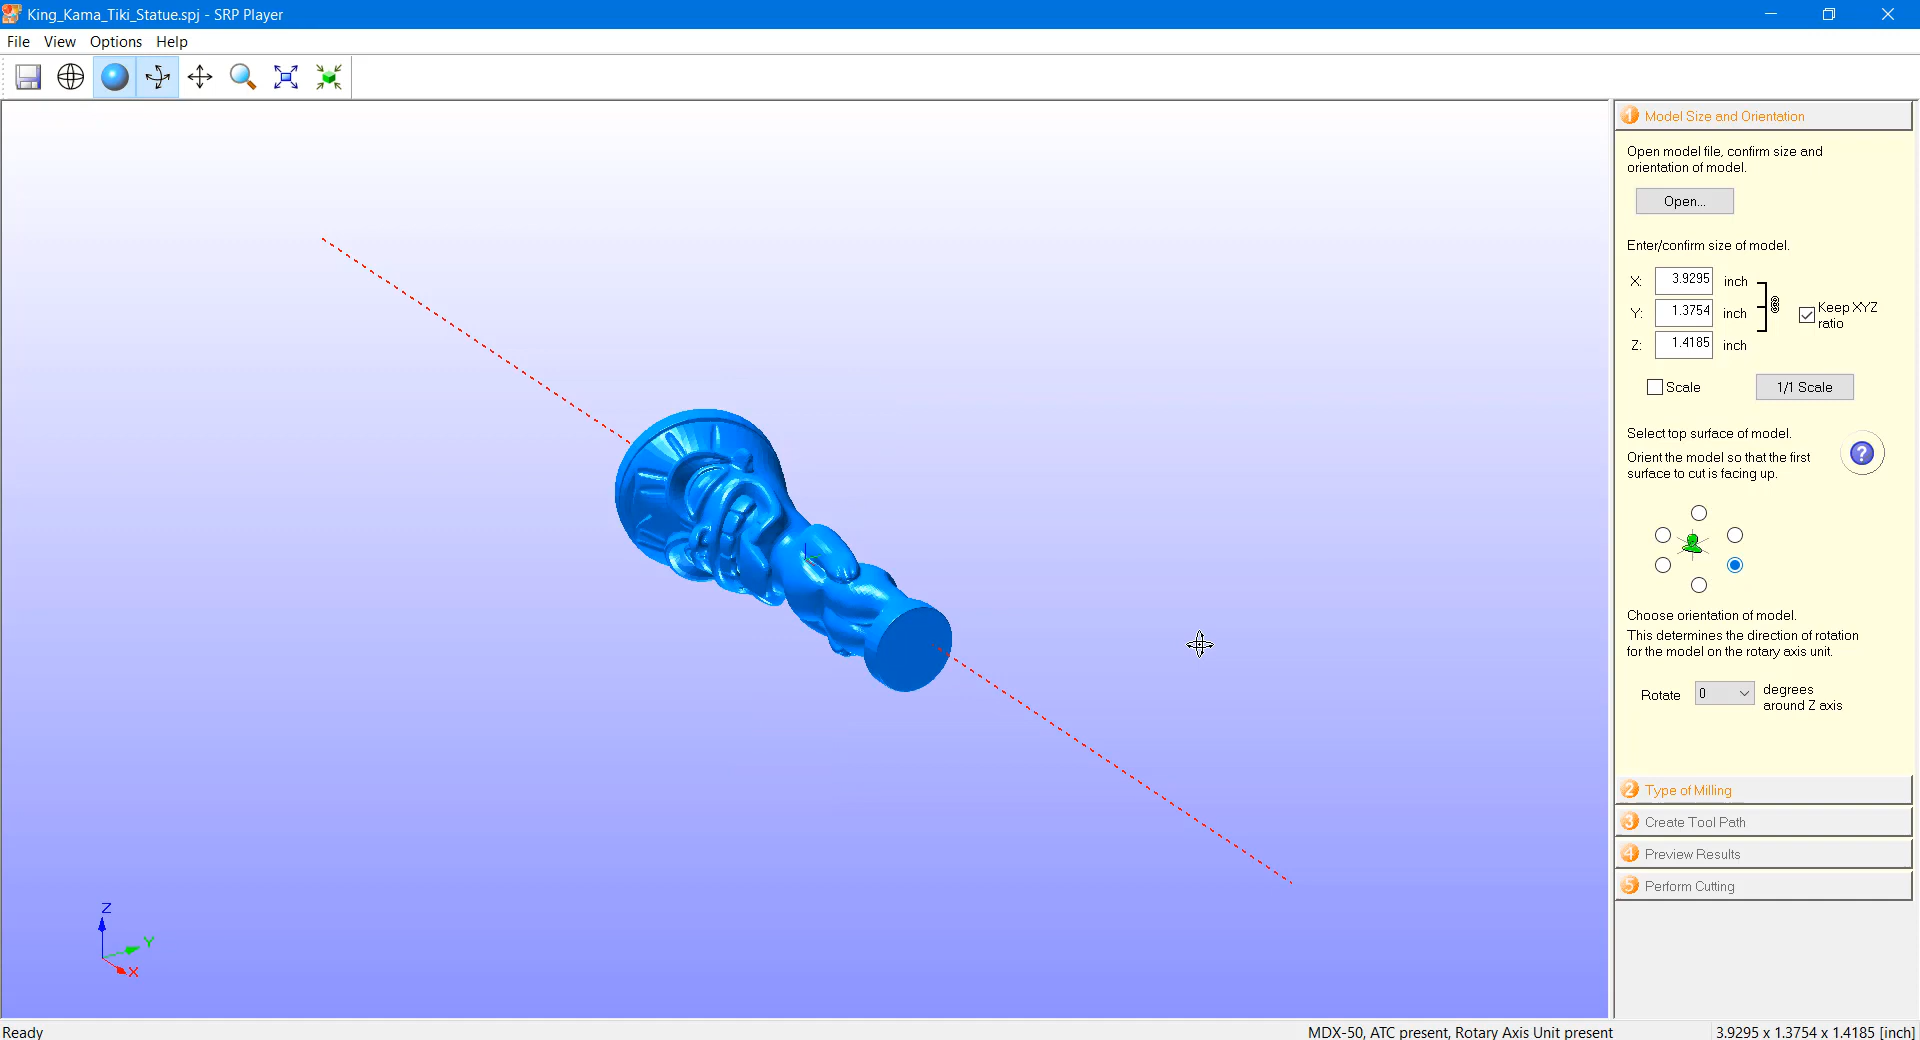 King_Kama_Tiki_Statue.spj - SRP Player
File View Options Help
1 Model Size and Orientation
Open model file, confirm size and
orientation of model.
Open...
Enter/confirm size of model.
X: 3.9295 inch
Y: 1.3754 inch
Keep XYZ
ratio
Z: 1.4185 inch
Scale 1/1 Scale
Select top surface of model.
Orient the model so that the first
surface to cut is facing up.
?
Choose orientation of model.
This determines the direction of rotation
for the model on the rotary axis unit.
Rotate 0 degrees
around Z axis
2 Type of Milling
3 Create Tool Path
4 Preview Results
5 Perform Cutting
Z
Y
X
Ready MDX-50, ATC present, Rotary Axis Unit present 3.9295 x 1.3754 x 1.4185 [inch]